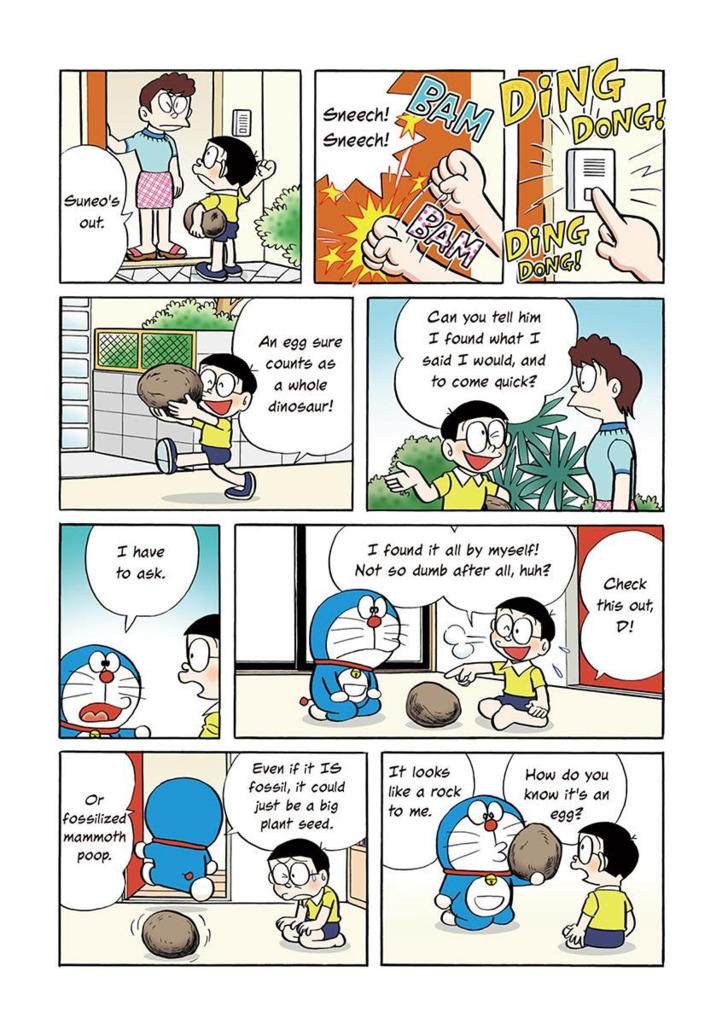 DING
DONG!
DING
DONG!
Sneech!
Sneech!
BAM
BAM
Suneo's
out.
Can you tell him
I found what I
said I would, and
to come quick?
An egg sure
counts as
a whole
dinosaur!
Check
this out,
D!
I found it all by myself!
Not so dumb after all, huh?
I have
to ask.
How do you
know it's an
egg?
It looks
like a rock
to me.
Even if it IS
fossil, it could
just be a big
plant seed.
Or
fossilized
mammoth
poop.